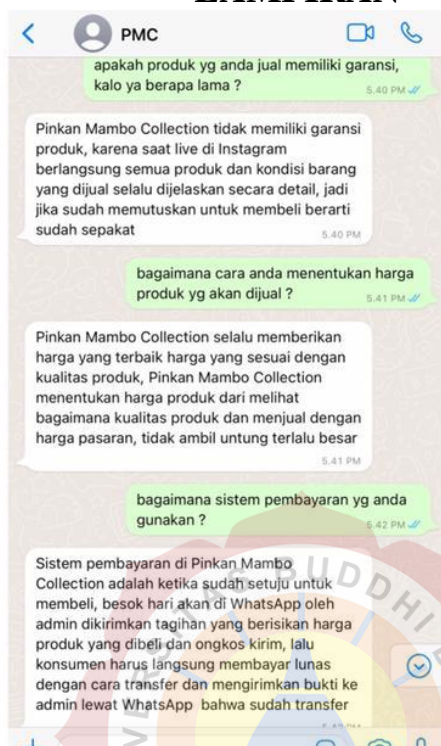 LAMPIRAN
PMC
apakah produk yg anda jual memiliki garansi,
kalo ya berapa lama ?
5.40 PM
Pinkan Mambo Collection tidak memiliki garansi
produk, karena saat live di Instagram
berlangsung semua produk dan kondisi barang
yang dijual selalu dijelaskan secara detail, jadi
jika sudah memutuskan untuk membeli berarti
sudah sepakat
5.40 PM
bagaimana cara anda menentukan harga
produk yg akan dijual ?
5.41 PM
Pinkan Mambo Collection selalu memberikan
harga yang terbaik harga yang sesuai dengan
kualitas produk, Pinkan Mambo Collection
menentukan harga produk dari melihat
bagaimana kualitas produk dan menjual dengan
harga pasaran, tidak ambil untung terlalu besar
5.41 PM
bagaimana sistem pembayaran yg anda
gunakan ?
5.42 PM
Sistem pembayaran di Pinkan Mambo
Collection adalah ketika sudah setuju untuk
membeli, besok hari akan di WhatsApp oleh
admin dikirimkan tagihan yang berisikan harga
produk yang dibeli dan ongkos kirim, lalu
konsumen harus langsung membayar lunas
dengan cara transfer dan mengirimkan bukti ke
admin lewat WhatsApp bahwa sudah transfer